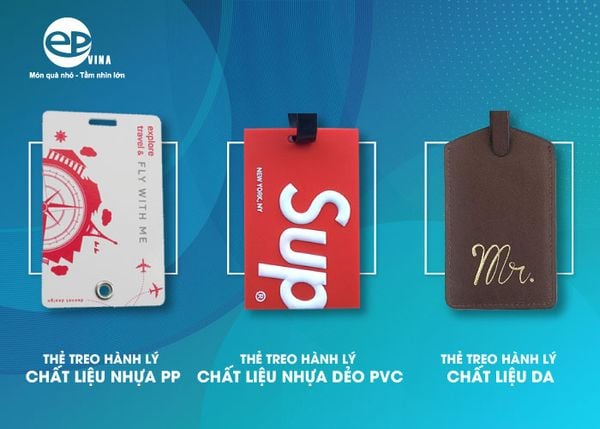 EP
VINA
Món quà nhỏ - Tầm nhìn lớn
explore
travel &
FLY WITH ME
dennot design
NEW YORK, NY
Sup
®
Mr.
THẺ TREO HÀNH LÝ
CHẤT LIỆU NHỰA PP
THẺ TREO HÀNH LÝ
CHẤT LIỆU NHỰA DẺO PVC
THẺ TREO HÀNH LÝ
CHẤT LIỆU DA